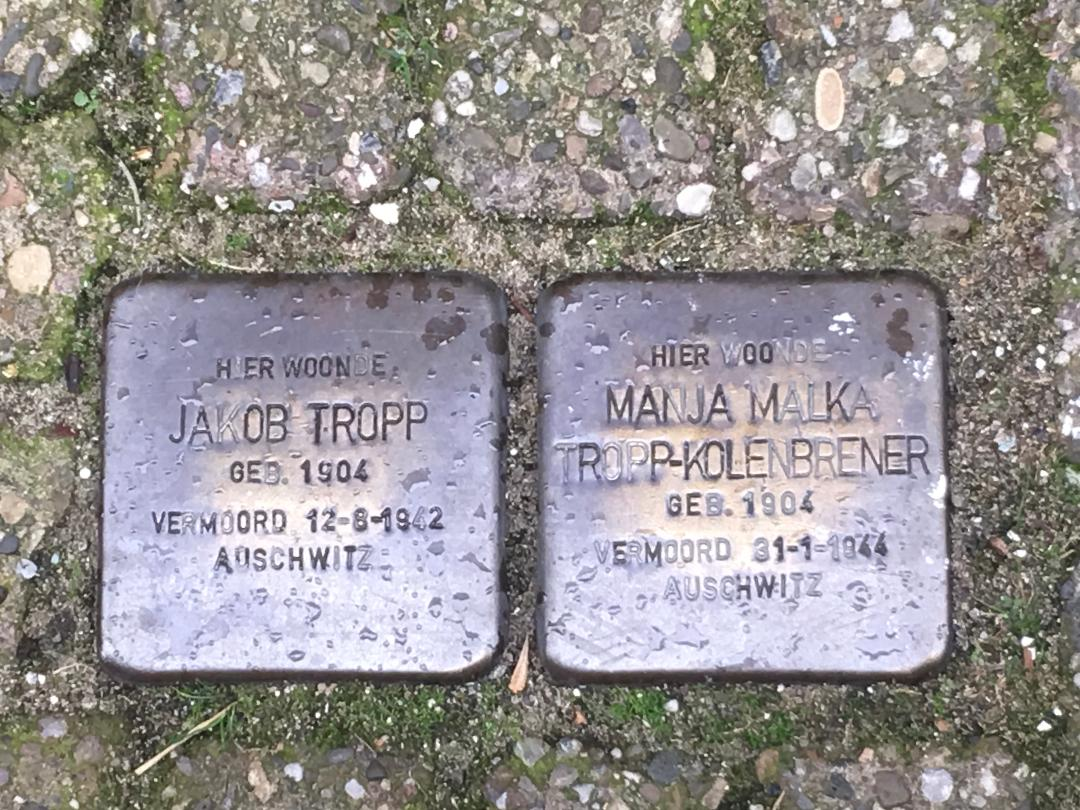 HIER WOONDE
JAKOB TROPP
GEB. 1904
VERMOORD 12-8-1942
AUSCHWITZ
HIER WOONDE
MANJA MALKA
TROPP-KOLENBRENER
GEB. 1904
VERMOORD 31-1-1944
AUSCHWITZ